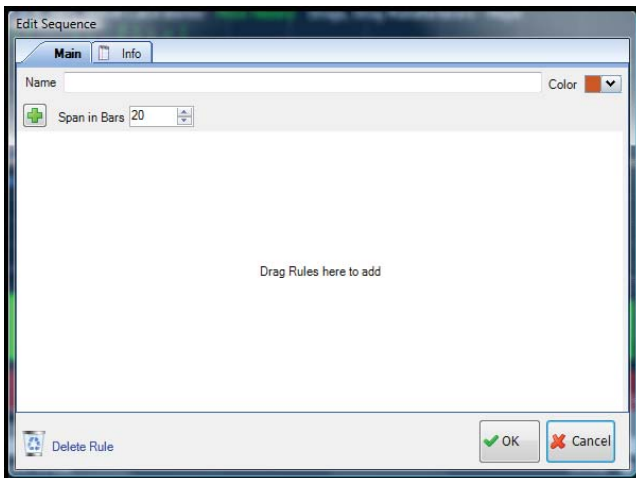 Edit Sequence
Main Info
Name Color
Span in Bars 20
Drag Rules here to add
Delete Rule OK Cancel